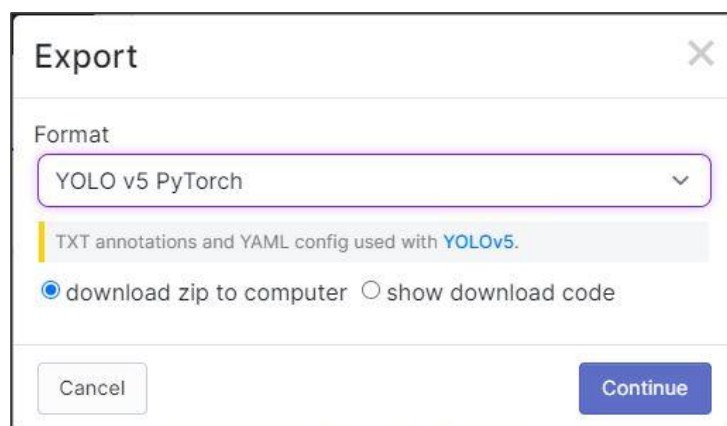 Export
Format
YOLO v5 PyTorch
TXT annotations and YAML config used with YOLOv5.
download zip to computer show download code
Cancel Continue